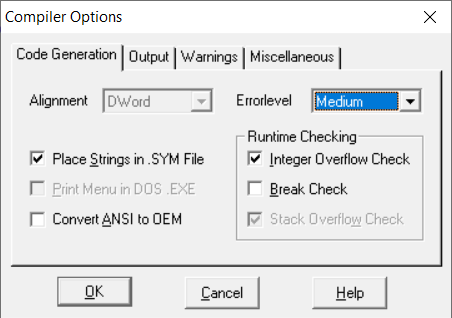 Compiler Options
Code Generation Output Warnings Miscellaneous
Alignment DWord Errorlevel Medium
Runtime Checking
Place Strings in .SYM File Integer Overflow Check
Print Menu in DOS .EXE Break Check
Convert ANSI to OEM Stack Overflow Check
OK Cancel Help